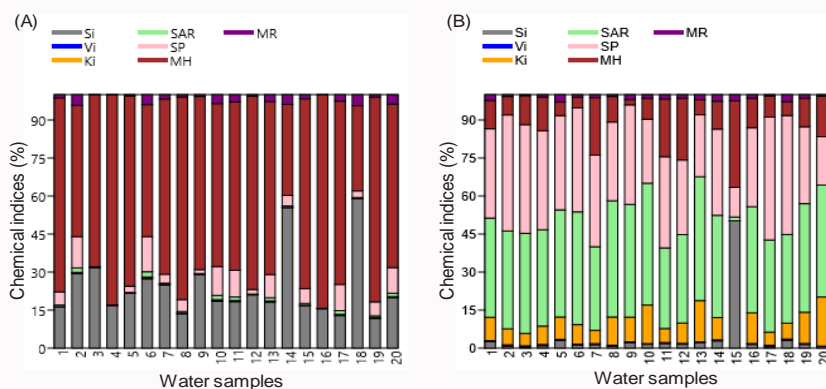 (A)
Si SAR MR
Vi SP
Ki MH
Chemical indices (%)
90
75
60
45
30
15
0
1 2 3 4 5 6 7 8 9 10 11 12 13 14 15 16 17 18 19 20
Water samples
(B)
Si SAR MR
Vi SP
Ki MH
Chemical indices (%)
90
75
60
45
30
15
0
1 2 3 4 5 6 7 8 9 10 11 12 13 14 15 16 17 18 19 20
Water samples